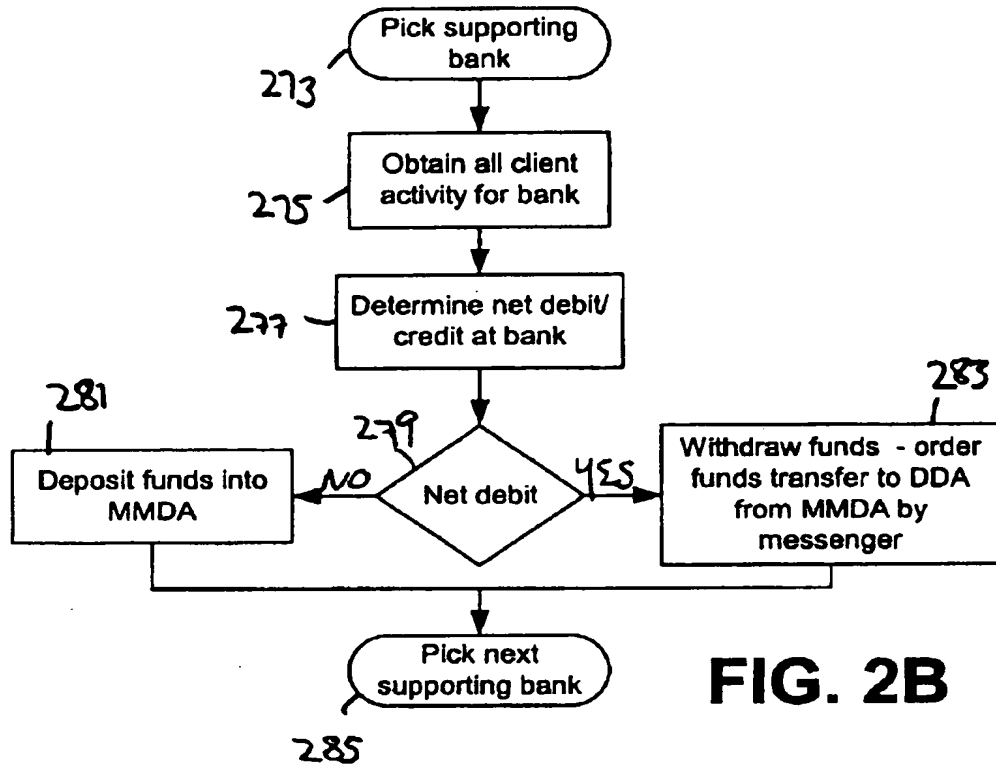 Pick supporting
bank
273
Obtain all client
activity for bank
275
Determine net debit/
credit at bank
277
281
279
283
Deposit funds into
MMDA
NO
Net debit
YES
Withdraw funds - order
funds transfer to DDA
from MMDA by
messenger
Pick next
supporting bank
285
FIG. 2B